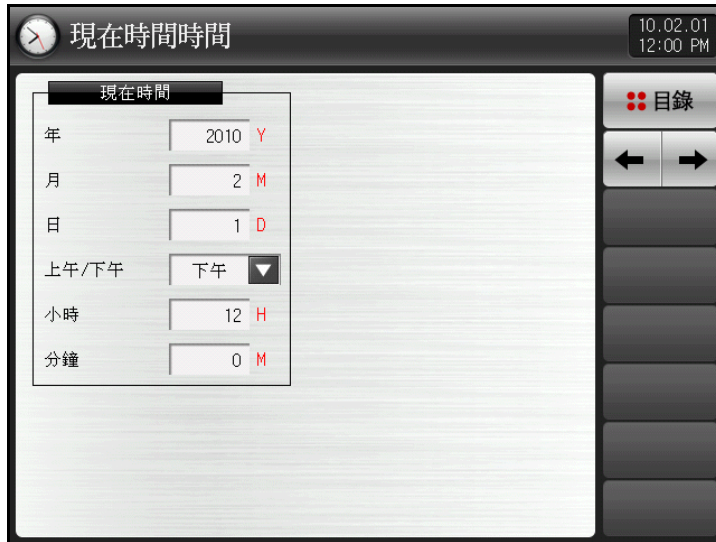 現在時間時間
10.02.01
12:00 PM
現在時間
年 2010 Y
月 2 M
日 1 D
上午/下午 下午
小時 12 H
分鐘 0 M
目錄